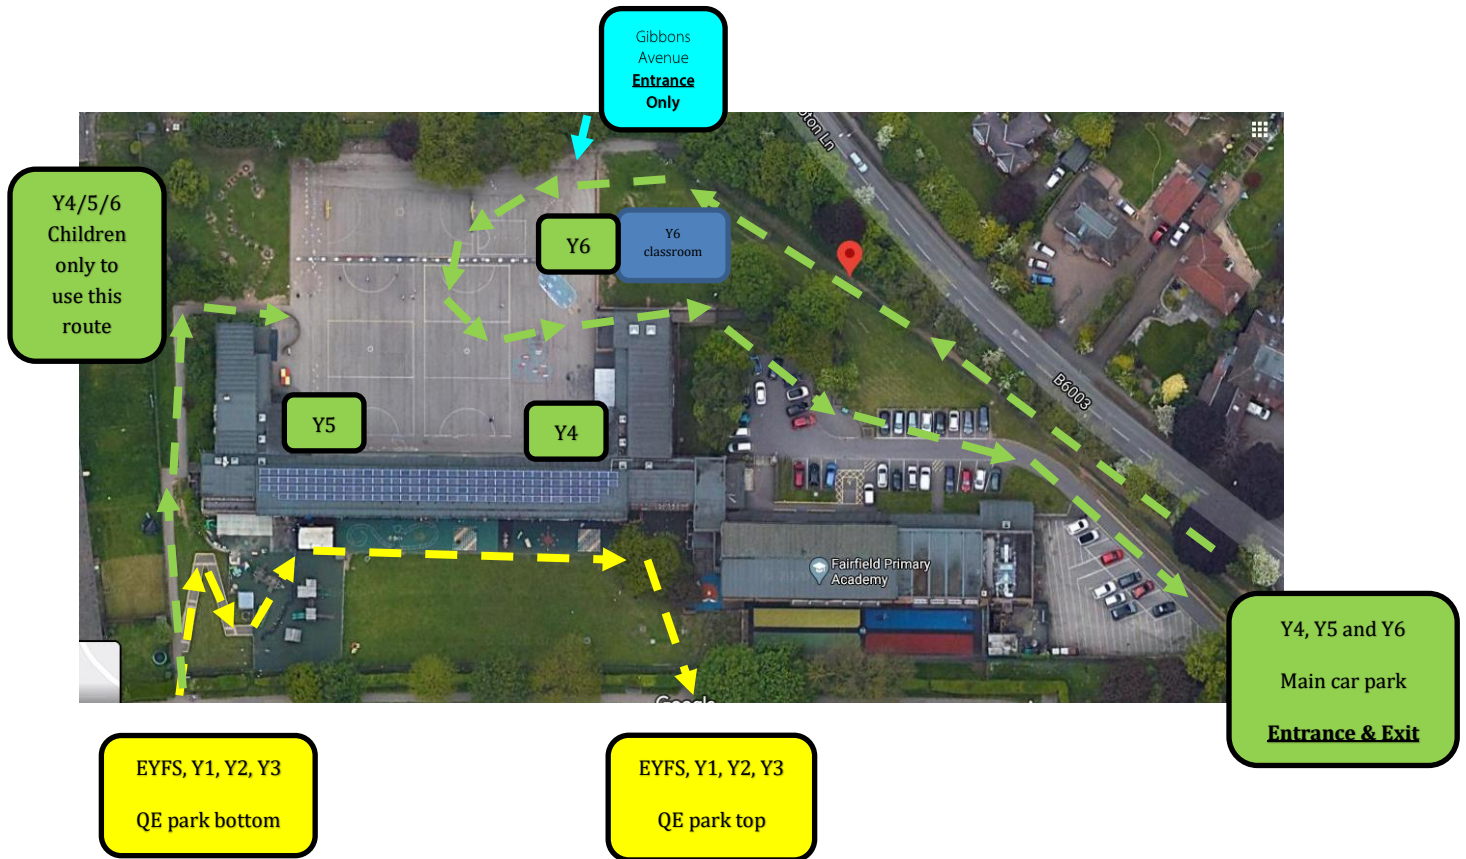 Gibbons
Avenue
Entrance
Only
Y4/5/6
Children
only to
use this
route
Y6
Y6
classroom
B6003
Y5
Y4
Fairfield Primary
Academy
Y4, Y5 and Y6
Main car park
Entrance & Exit
EYFS, Y1, Y2, Y3
QE park bottom
EYFS, Y1, Y2, Y3
QE park top